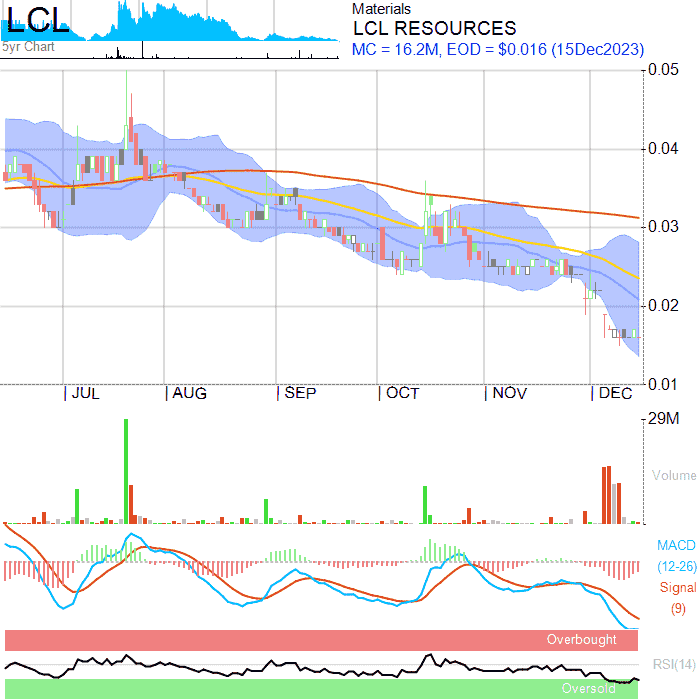 LCL
5yr Chart
Materials
LCL RESOURCES
MC = 16.2M, EOD = $0.016 (15Dec2023)
0.05
0.04
0.03
0.02
0.01
JUL AUG SEP OCT NOV DEC
29M
Volume
MACD
(12-26)
Signal
(9)
Overbought
RSI(14)
Oversold